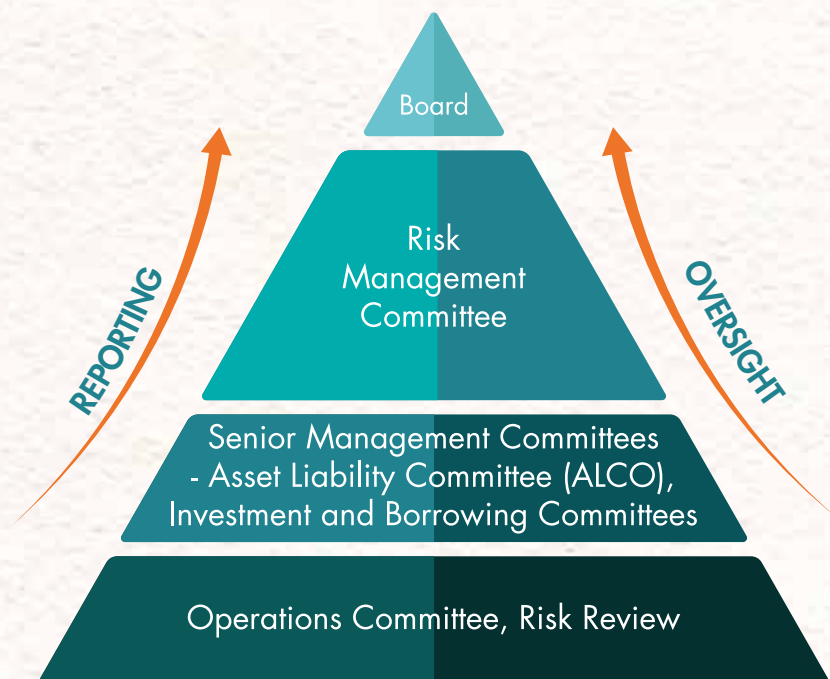 Board
Risk
Management
Committee
REPORTING
OVERSIGHT
Senior Management Committees
- Asset Liability Committee (ALCO),
Investment and Borrowing Committees
Operations Committee, Risk Review